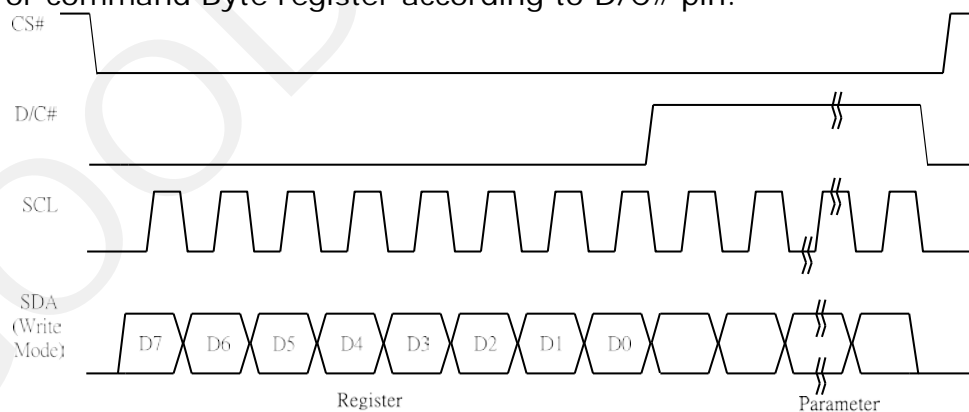 or command Byte register according to D/C# pin.
CS#
D/C#
SCL
SDA
(Write
Mode)
D7 D6 D5 D4 D3 D2 D1 D0
Register
Parameter